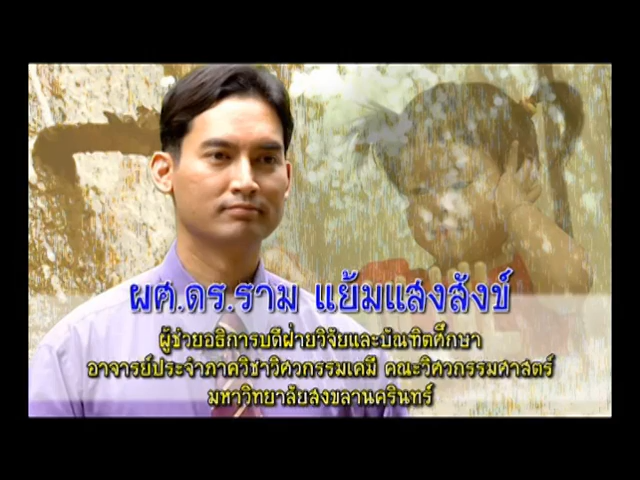 ผศ.ดร.ราม แย้มแสงสังข์
ผู้ช่วยอธิการบดีฝ่ายวิจัยและบัณฑิตศึกษา
อาจารย์ประจำภาควิชาวิศวกรรมเคมี คณะวิศวกรรมศาสตร์
มหาวิทยาลัยสงขลานครินทร์